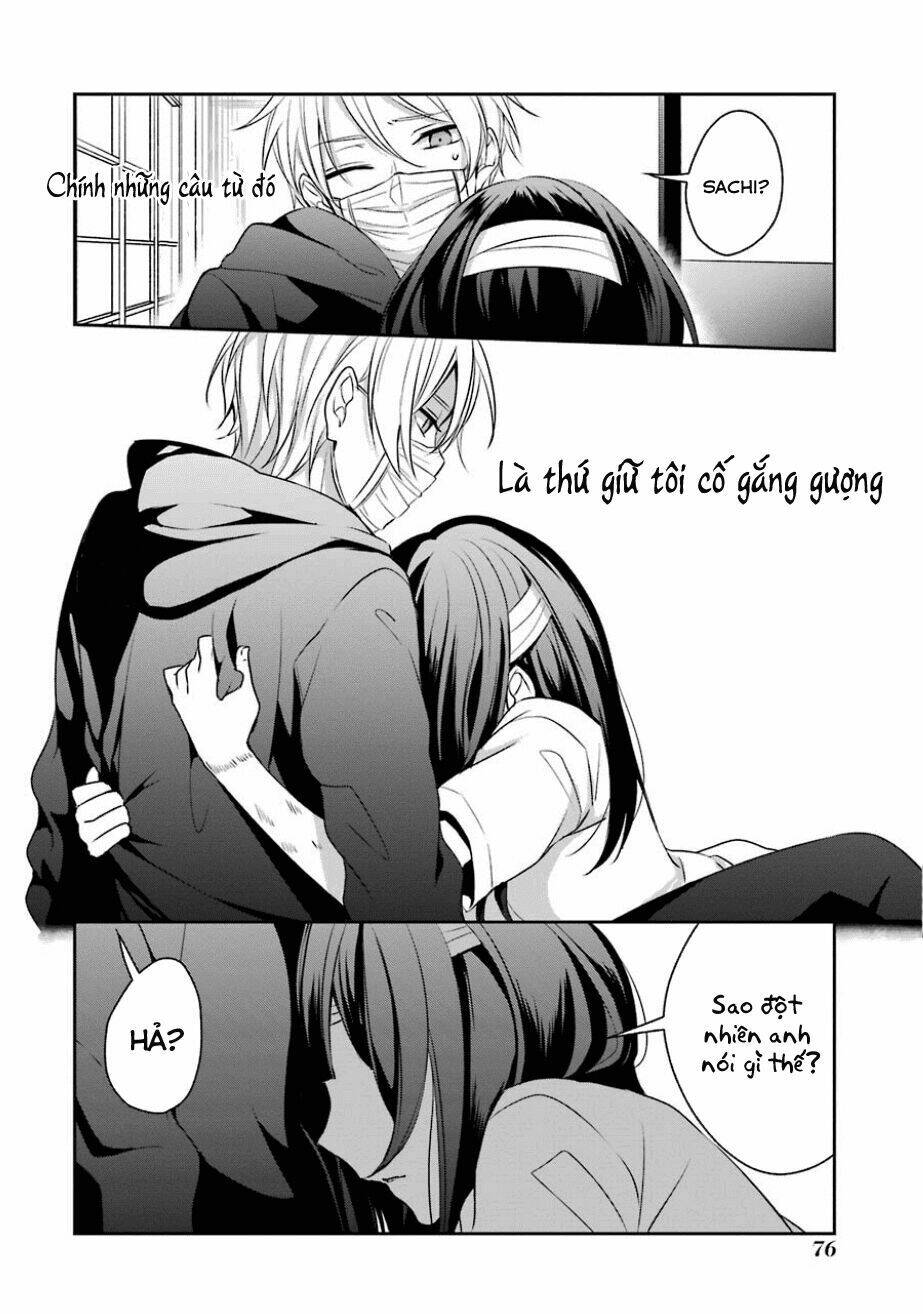 SACHI?
Chính những câu từ đó
Là thứ giữ tôi cố gắng gượng
Sao đột
nhiên anh
nói gì thế?
HẢ?
76